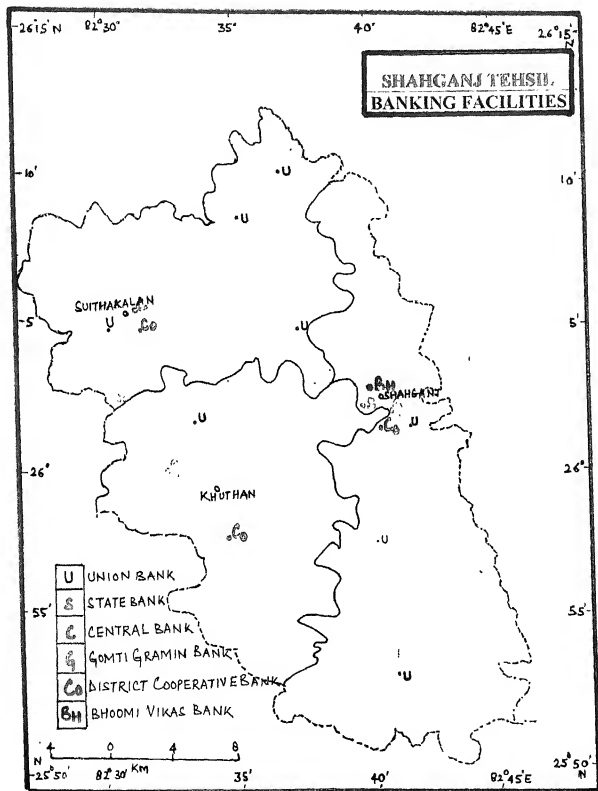 26°15' N 82°30' 35' 40' 82°45'E 26°15' N
SHAHGANJ TEHSIL
BANKING FACILITIES
U
10' 10'
U
SUITHAKALAN
5' U Co U 5'
BH
SHAHGANJ
S
U Co U
26° 26°
KHUTHAN
Co U
U UNION BANK
S STATE BANK
55' 55'
C CENTRAL BANK
G GOMTI GRAMIN BANK
U
Co DISTRICT COOPERATIVE BANK
BH BHOOMI VIKAS BANK
4 0 4 8
KM
N 25°50' 82°30' 35' 40' 82°45'E 25°50' N